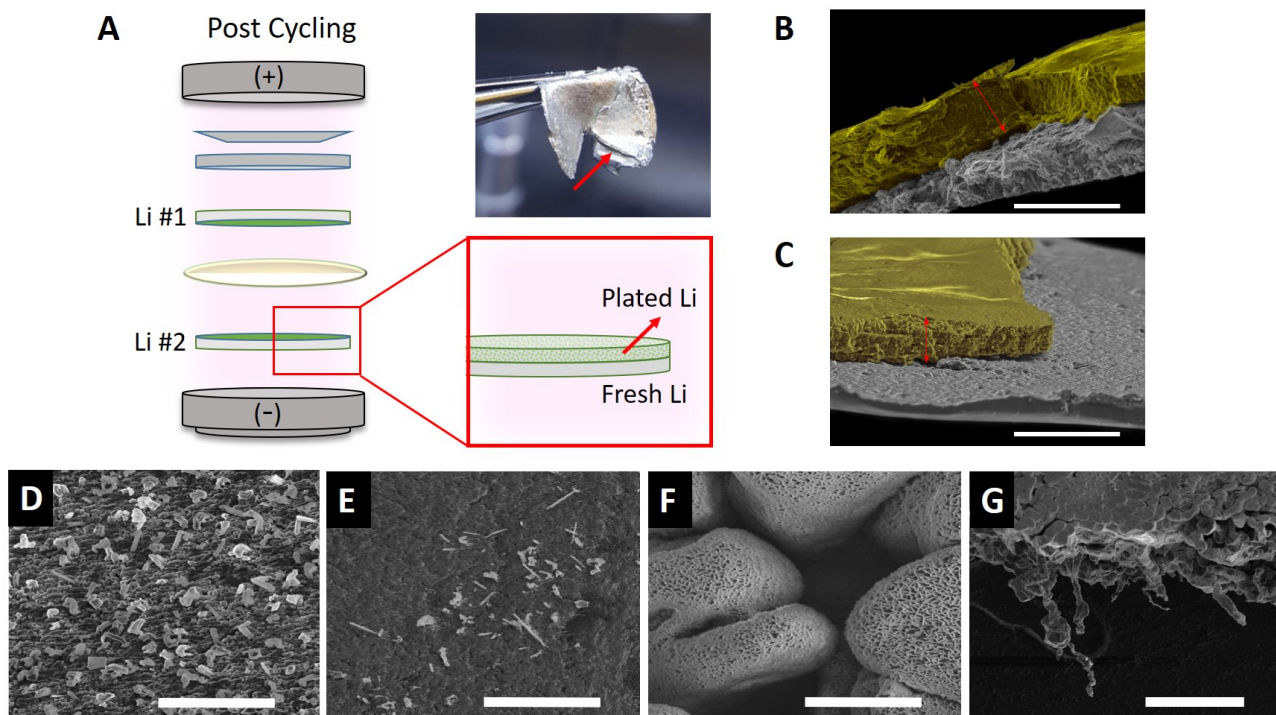 A
Post Cycling
(+)
Li #1
Li #2
(-)
Plated Li
Fresh Li
B
C
D
E
F
G